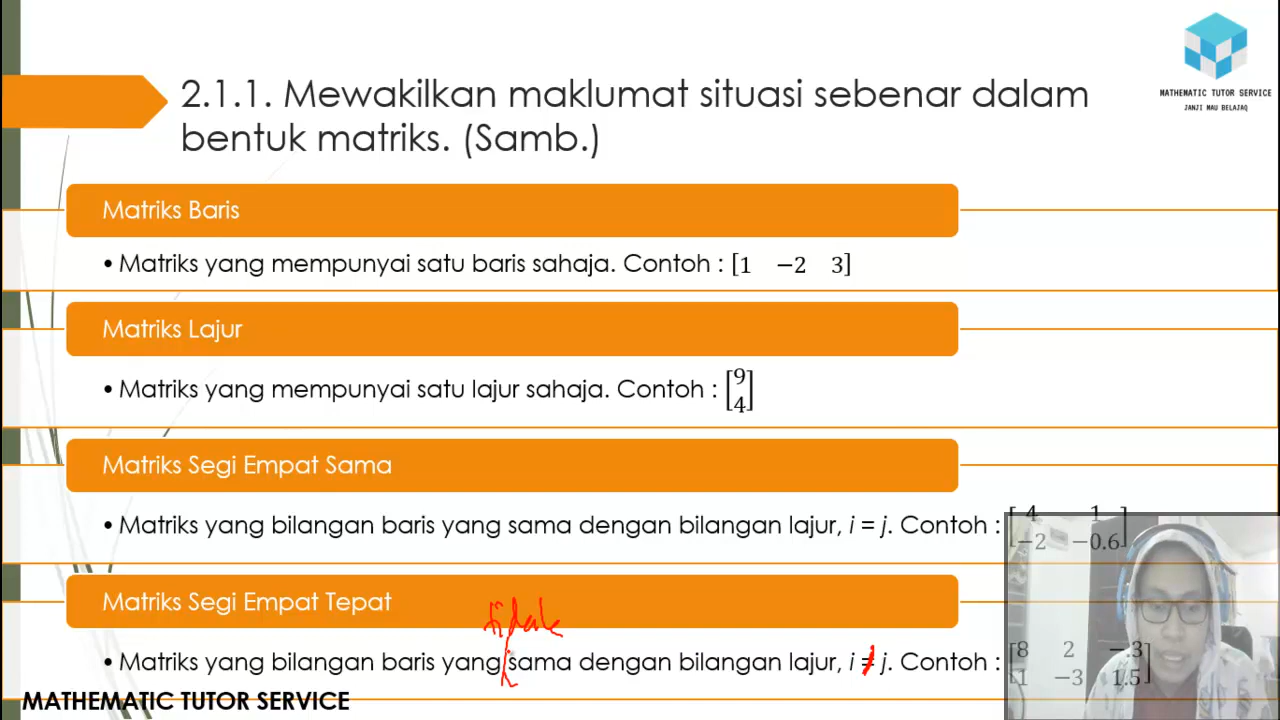 2.1.1. Mewakilkan maklumat situasi sebenar dalam
bentuk matriks. (Samb.)
MATHEMATIC TUTOR SERVICE
JANJI MAU BELAJAQ
Matriks Baris
• Matriks yang mempunyai satu baris sahaja. Contoh : [1 −2 3]
Matriks Lajur
• Matriks yang mempunyai satu lajur sahaja. Contoh : [9
4]
Matriks Segi Empat Sama
• Matriks yang bilangan baris yang sama dengan bilangan lajur, i = j. Contoh : [4 1
−2 −0.6]
Matriks Segi Empat Tepat
tidak
• Matriks yang bilangan baris yang sama dengan bilangan lajur, i ≠ j. Contoh : [8 2 −3
1 −3 1.5]
MATHEMATIC TUTOR SERVICE